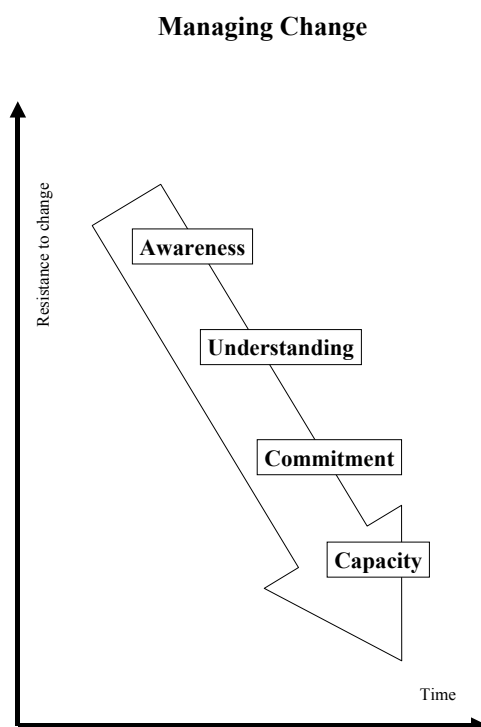 Managing Change
Resistance to change
Awareness
Understanding
Commitment
Capacity
Time